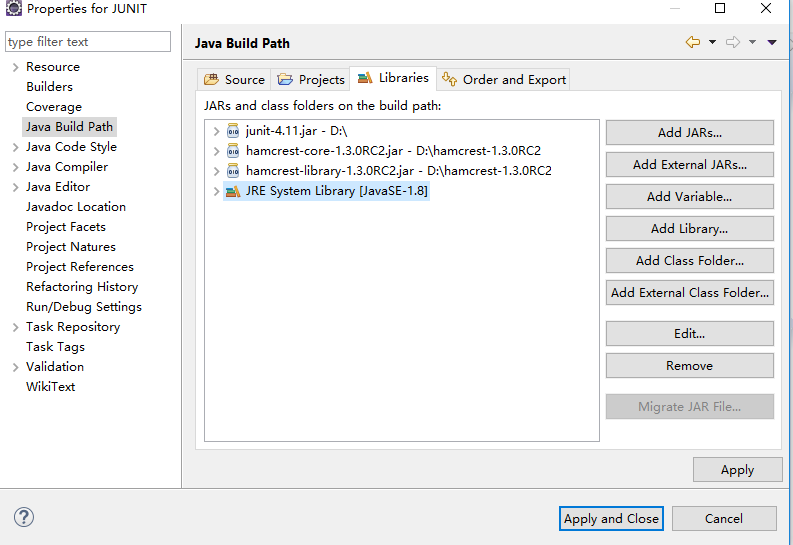 Properties for JUNIT
type filter text
Resource
Builders
Coverage
Java Build Path
Java Code Style
Java Compiler
Java Editor
Javadoc Location
Project Facets
Project Natures
Project References
Refactoring History
Run/Debug Settings
Task Repository
Task Tags
Validation
WikiText
Java Build Path
Source
Projects
Libraries
Order and Export
JARs and class folders on the build path:
junit-4.11.jar - D:\
hamcrest-core-1.3.0RC2.jar - D:\hamcrest-1.3.0RC2
hamcrest-library-1.3.0RC2.jar - D:\hamcrest-1.3.0RC2
JRE System Library [JavaSE-1.8]
Add JARs...
Add External JARs...
Add Variable...
Add Library...
Add Class Folder...
Add External Class Folder...
Edit...
Remove
Migrate JAR File...
Apply
Apply and Close
Cancel